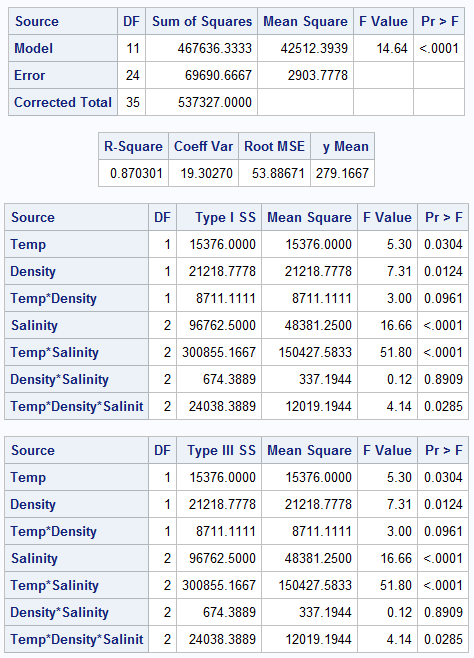 Source DF Sum of Squares Mean Square F Value Pr > F
Model 11 467636.3333 42512.3939 14.64 <.0001
Error 24 69690.6667 2903.7778
Corrected Total 35 537327.0000
R-Square Coeff Var Root MSE y Mean
0.870301 19.30270 53.88671 279.1667
Source DF Type I SS Mean Square F Value Pr > F
Temp 1 15376.0000 15376.0000 5.30 0.0304
Density 1 21218.7778 21218.7778 7.31 0.0124
Temp*Density 1 8711.1111 8711.1111 3.00 0.0961
Salinity 2 96762.5000 48381.2500 16.66 <.0001
Temp*Salinity 2 300855.1667 150427.5833 51.80 <.0001
Density*Salinity 2 674.3889 337.1944 0.12 0.8909
Temp*Density*Salinit 2 24038.3889 12019.1944 4.14 0.0285
Source DF Type III SS Mean Square F Value Pr > F
Temp 1 15376.0000 15376.0000 5.30 0.0304
Density 1 21218.7778 21218.7778 7.31 0.0124
Temp*Density 1 8711.1111 8711.1111 3.00 0.0961
Salinity 2 96762.5000 48381.2500 16.66 <.0001
Temp*Salinity 2 300855.1667 150427.5833 51.80 <.0001
Density*Salinity 2 674.3889 337.1944 0.12 0.8909
Temp*Density*Salinit 2 24038.3889 12019.1944 4.14 0.0285